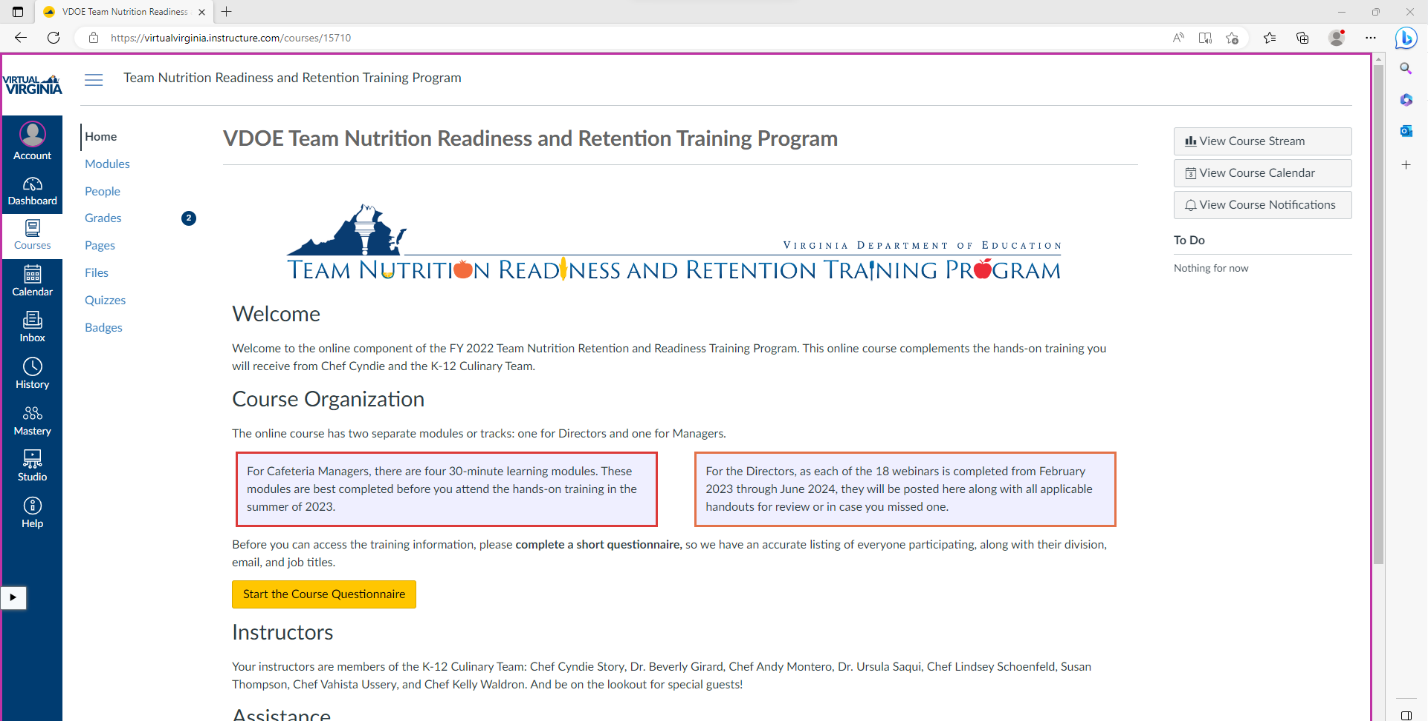 VDOE Team Nutrition Readiness
https://virtualvirginia.instructure.com/courses/15710
VIRTUAL
VIRGINIA
Team Nutrition Readiness and Retention Training Program
Account
Dashboard
Courses
Calendar
Inbox
History
Mastery
Studio
Help
Home
Modules
People
Grades
2
Pages
Files
Quizzes
Badges
VDOE Team Nutrition Readiness and Retention Training Program
VIRGINIA DEPARTMENT OF EDUCATION
TEAM NUTRITION READINESS AND RETENTION TRAINING PROGRAM
Welcome
Welcome to the online component of the FY 2022 Team Nutrition Retention and Readiness Training Program. This online course complements the hands-on training you
will receive from Chef Cyndie and the K-12 Culinary Team.
Course Organization
The online course has two separate modules or tracks: one for Directors and one for Managers.
For Cafeteria Managers, there are four 30-minute learning modules. These
modules are best completed before you attend the hands-on training in the
summer of 2023.
For the Directors, as each of the 18 webinars is completed from February
2023 through June 2024, they will be posted here along with all applicable
handouts for review or in case you missed one.
Before you can access the training information, please complete a short questionnaire, so we have an accurate listing of everyone participating, along with their division,
email, and job titles.
Start the Course Questionnaire
Instructors
Your instructors are members of the K-12 Culinary Team: Chef Cyndie Story, Dr. Beverly Girard, Chef Andy Montero, Dr. Ursula Saqui, Chef Lindsey Schoenfeld, Susan
Thompson, Chef Vahista Ussery, and Chef Kelly Waldron. And be on the lookout for special guests!
Assistance
View Course Stream
View Course Calendar
View Course Notifications
To Do
Nothing for now